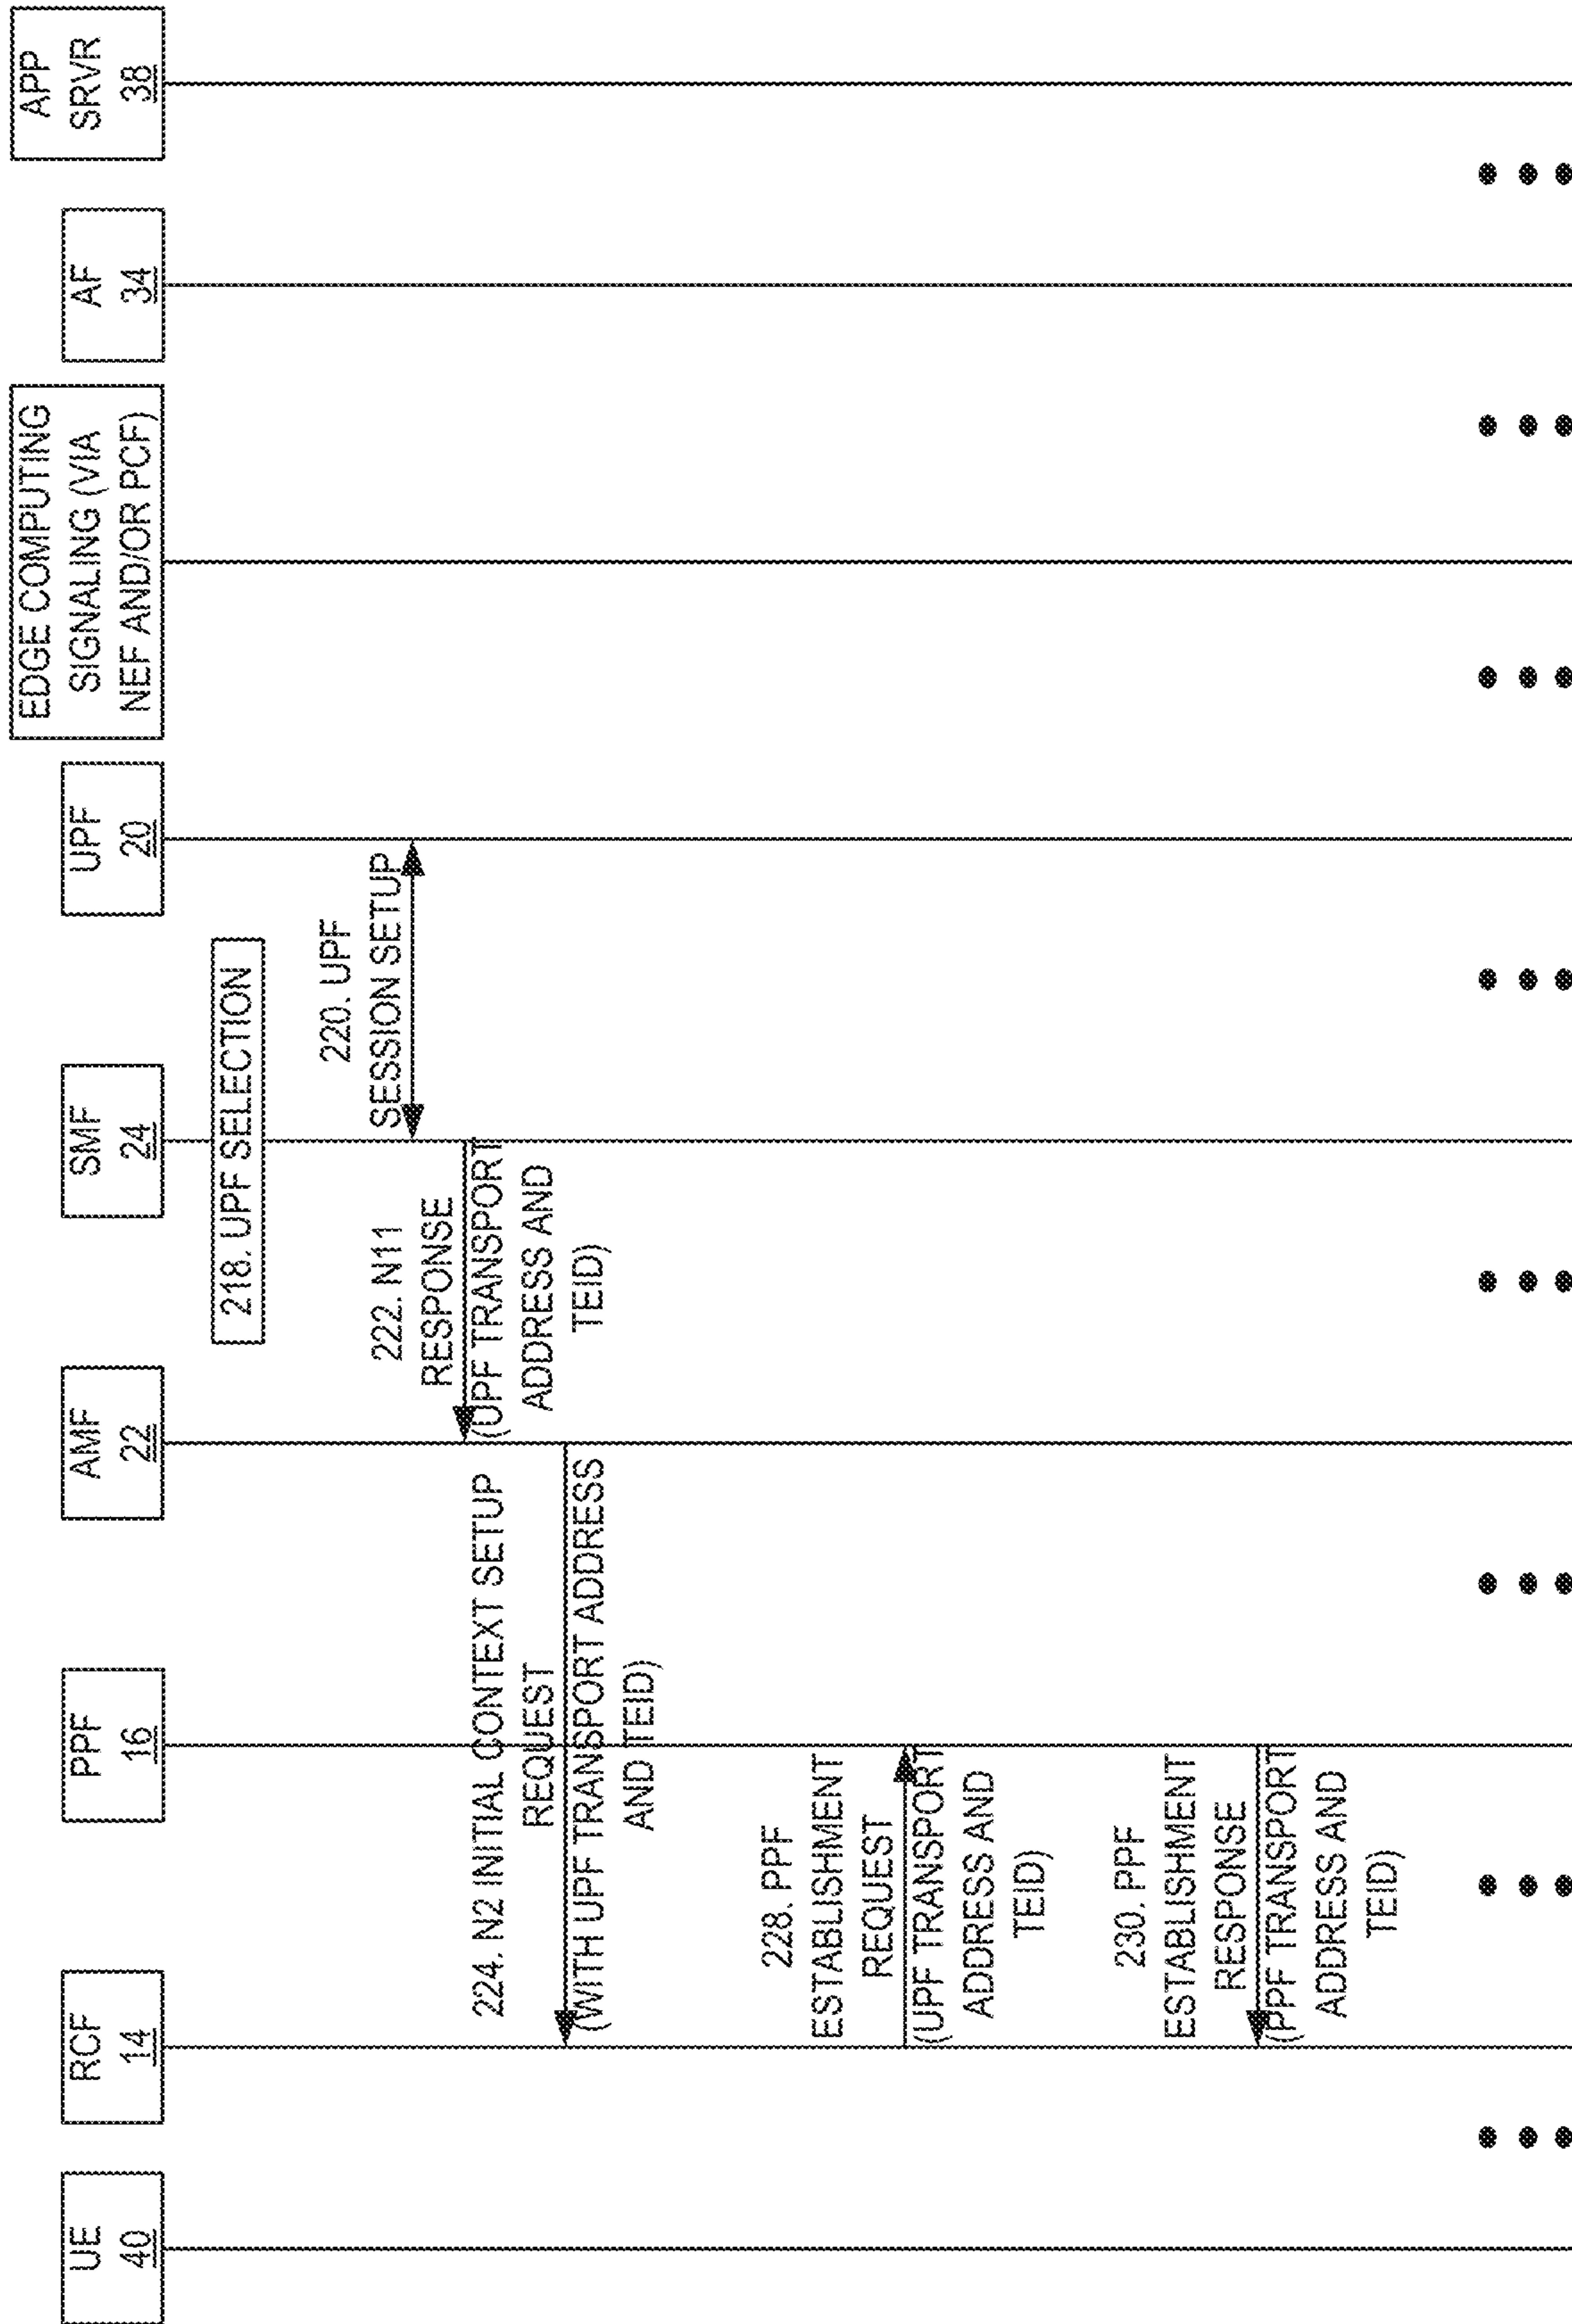 UE
40
RCF
14
PPF
16
AMF
22
SMF
24
UPF
20
EDGE COMPUTING
SIGNALING (VIA
NEF AND/OR PCF)
AF
34
APP
SRVR
38
218. UPF SELECTION
220. UPF
SESSION SETUP
222. N11
RESPONSE
(UPF TRANSPORT
ADDRESS AND
TEID)
224. N2 INITIAL CONTEXT SETUP
REQUEST
(WITH UPF TRANSPORT ADDRESS
AND TEID)
228. PPF
ESTABLISHMENT
REQUEST
(UPF TRANSPORT
ADDRESS AND
TEID)
230. PPF
ESTABLISHMENT
RESPONSE
(PPF TRANSPORT
ADDRESS AND
TEID)